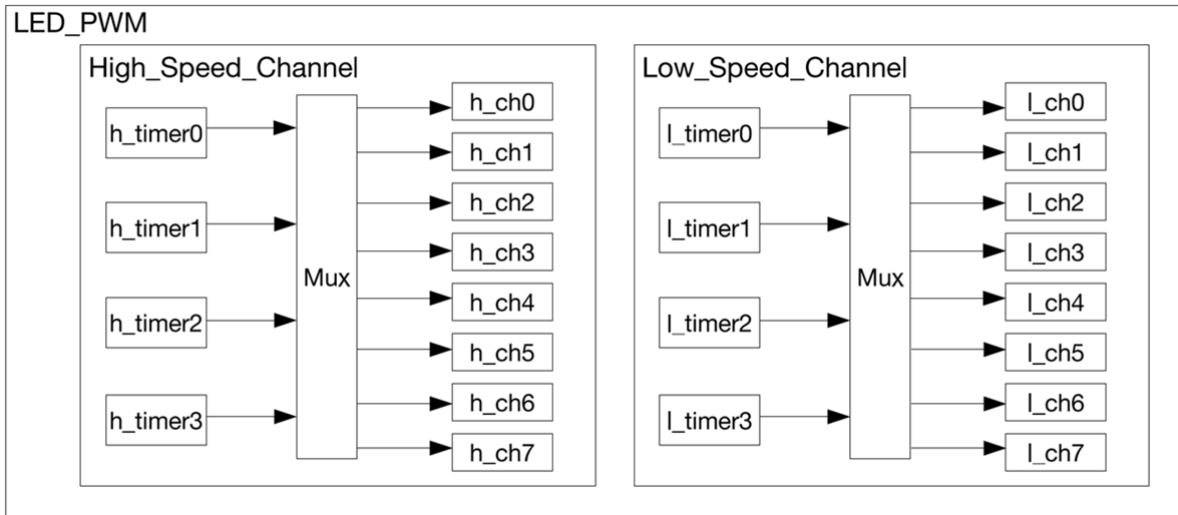 LED_PWM
High_Speed_Channel
h_timer0
h_timer1
h_timer2
h_timer3
Mux
h_ch0
h_ch1
h_ch2
h_ch3
h_ch4
h_ch5
h_ch6
h_ch7
Low_Speed_Channel
l_timer0
l_timer1
l_timer2
l_timer3
Mux
l_ch0
l_ch1
l_ch2
l_ch3
l_ch4
l_ch5
l_ch6
l_ch7